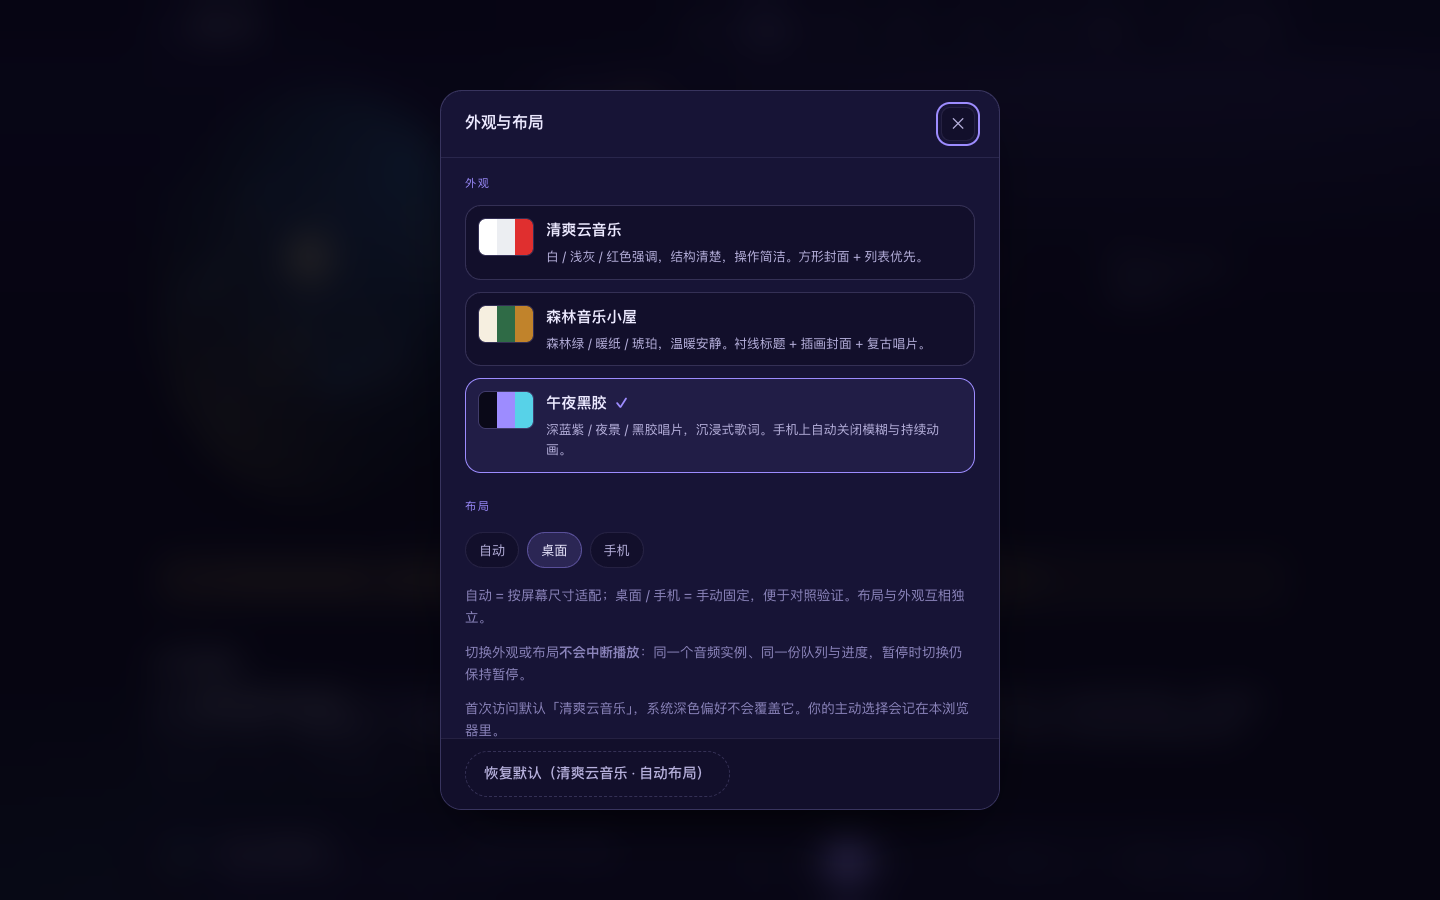 外观与布局
外观
清爽云音乐
白 / 浅灰 / 红色强调，结构清楚，操作简洁。方形封面 + 列表优先。
森林音乐小屋
森林绿 / 暖纸 / 琥珀，温暖安静。衬线标题 + 插画封面 + 复古唱片。
午夜黑胶 ✓
深蓝紫 / 夜景 / 黑胶唱片，沉浸式歌词。手机上自动关闭模糊与持续动
画。
布局
自动 桌面 手机
自动 = 按屏幕尺寸适配；桌面 / 手机 = 手动固定，便于对照验证。布局与外观互相独
立。
切换外观或布局不会中断播放：同一个音频实例、同一份队列与进度，暂停时切换仍
保持暂停。
首次访问默认「清爽云音乐」，系统深色偏好不会覆盖它。你的主动选择会记在本浏览
器里。
恢复默认（清爽云音乐 · 自动布局）